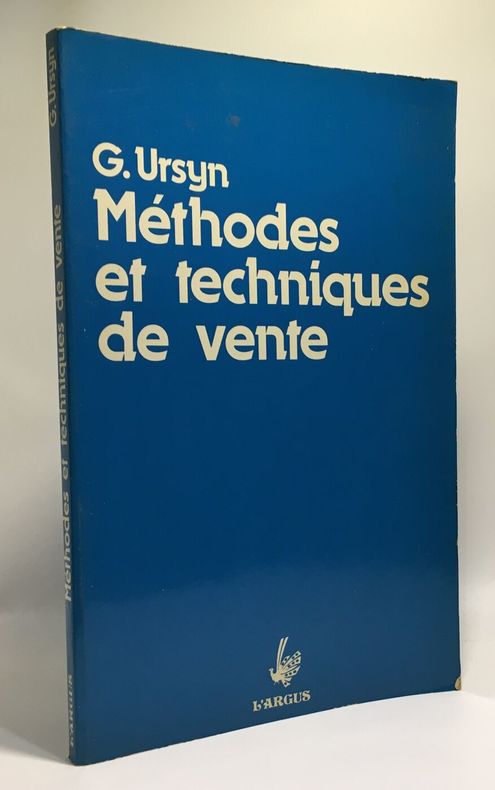 G. Ursyn
Méthodes
et techniques
de vente
L'ARGUS
G. Ursyn
Méthodes et techniques de vente
L'ARGUS